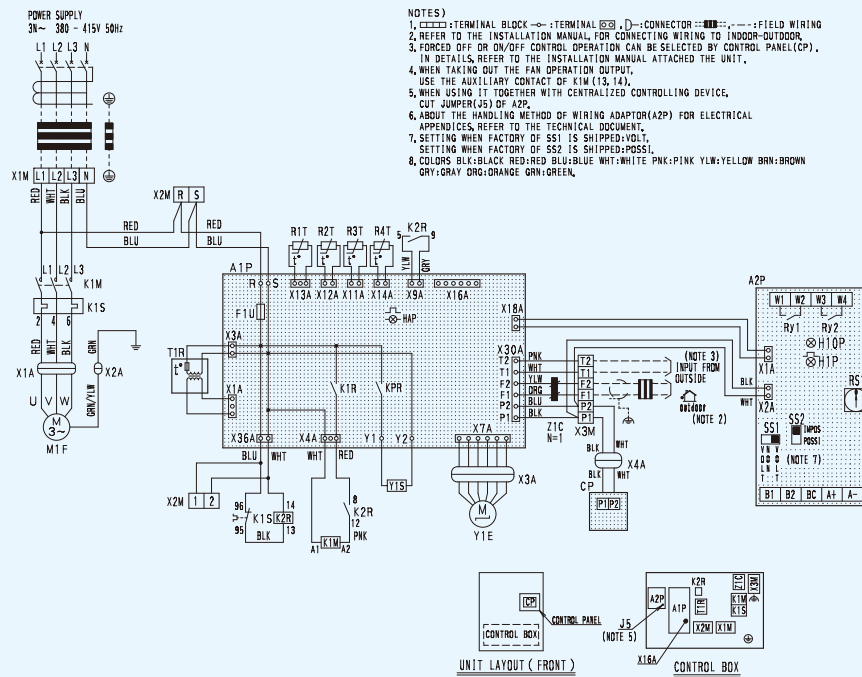 POWER SUPPLY
3N~ 380 - 415V 50Hz
L1 L2 L3 N
NOTES)
1. :TERMINAL BLOCK :TERMINAL , :CONNECTOR , :FIELD WIRING
2. REFER TO THE INSTALLATION MANUAL, FOR CONNECTING WIRING TO INDOOR-OUTDOOR.
3. FORCED OFF OR ON/OFF CONTROL OPERATION CAN BE SELECTED BY CONTROL PANEL(CP).
IN DETAILS, REFER TO THE INSTALLATION MANUAL ATTACHED THE UNIT.
4. WHEN TAKING OUT THE FAN OPERATION OUTPUT,
USE THE AUXILIARY CONTACT OF K1M (13, 14).
5. WHEN USING IT TOGETHER WITH CENTRALIZED CONTROLLING DEVICE,
CUT JUMPER(J5) OF A2P.
6. ABOUT THE HANDLING METHOD OF WIRING ADAPTOR(A2P) FOR ELECTRICAL
APPENDICES, REFER TO THE TECHNICAL DOCUMENT.
7. SETTING WHEN FACTORY OF SS1 IS SHIPPED:VOLT,
SETTING WHEN FACTORY OF SS2 IS SHIPPED:POSSI.
8. COLORS BLK:BLACK RED:RED BLU:BLUE WHT:WHITE PNK:PINK YLW:YELLOW BRN:BROWN
GRY:GRAY ORG:ORANGE GRN:GREEN.
X1M L1 L2 L3 N
X2M R S
RED WHT BLK BLU
RED RED
BLU BLU
R1T R2T R3T R4T K2R
5 9
t° t° t° t° YLW GRY
A1P R S
X13A X12A X11A X14A X9A X16A
L1 L2 L3
K1M
K1S
2 4 6
F1U
HAP
X18A
A2P
W1 W2 W3 W4
Ry1 Ry2
H1OP
H1P
X1A
RED WHT BLK GRN
X1A X2A
GRN/YLW
U V W
M
3~
M1F
T1R
t°
X3A
X1A
K1R KPR
X30A
T2 PNK T2
T1 WHT T1
F2 YLW F2
F1 ORG F1
P2 BLU P2
P1 BLK P1
Z1C
N=1
X3M
(NOTE 3)
INPUT FROM
OUTSIDE
outdoor
(NOTE 2)
BLK
WHT
X2A
RS1
SS1 SS2
IMPOS
POSSI
(NOTE 7)
B1 B2 BC A+ A-
X36A X4A Y1 Y2
X7A
BLU WHT WHT RED
Y1S
X3A
M
Y1E
BLK WHT
X4A
BLK WHT
CP
P1 P2
X2M 1 2
96 14
K1S K2R
95 13
BLK
8
K2R
12
PNK
A1 K1M A2
CP
CONTROL PANEL
CONTROL BOX
UNIT LAYOUT ( FRONT )
K2R
Z1C X3M
A2P A1P T1R
K1M
K1S
X2M X1M
J5
(NOTE 5)
X16A
CONTROL BOX